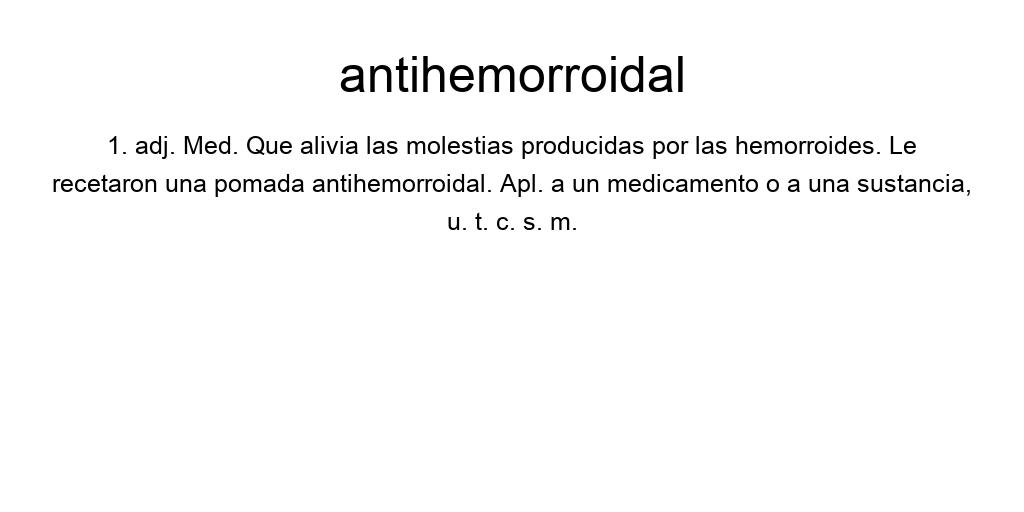 antihemorroidal
1. adj. Med. Que alivia las molestias producidas por las hemorroides. Le
recetaron una pomada antihemorroidal. Apl. a un medicamento o a una sustancia,
u. t. c. s. m.